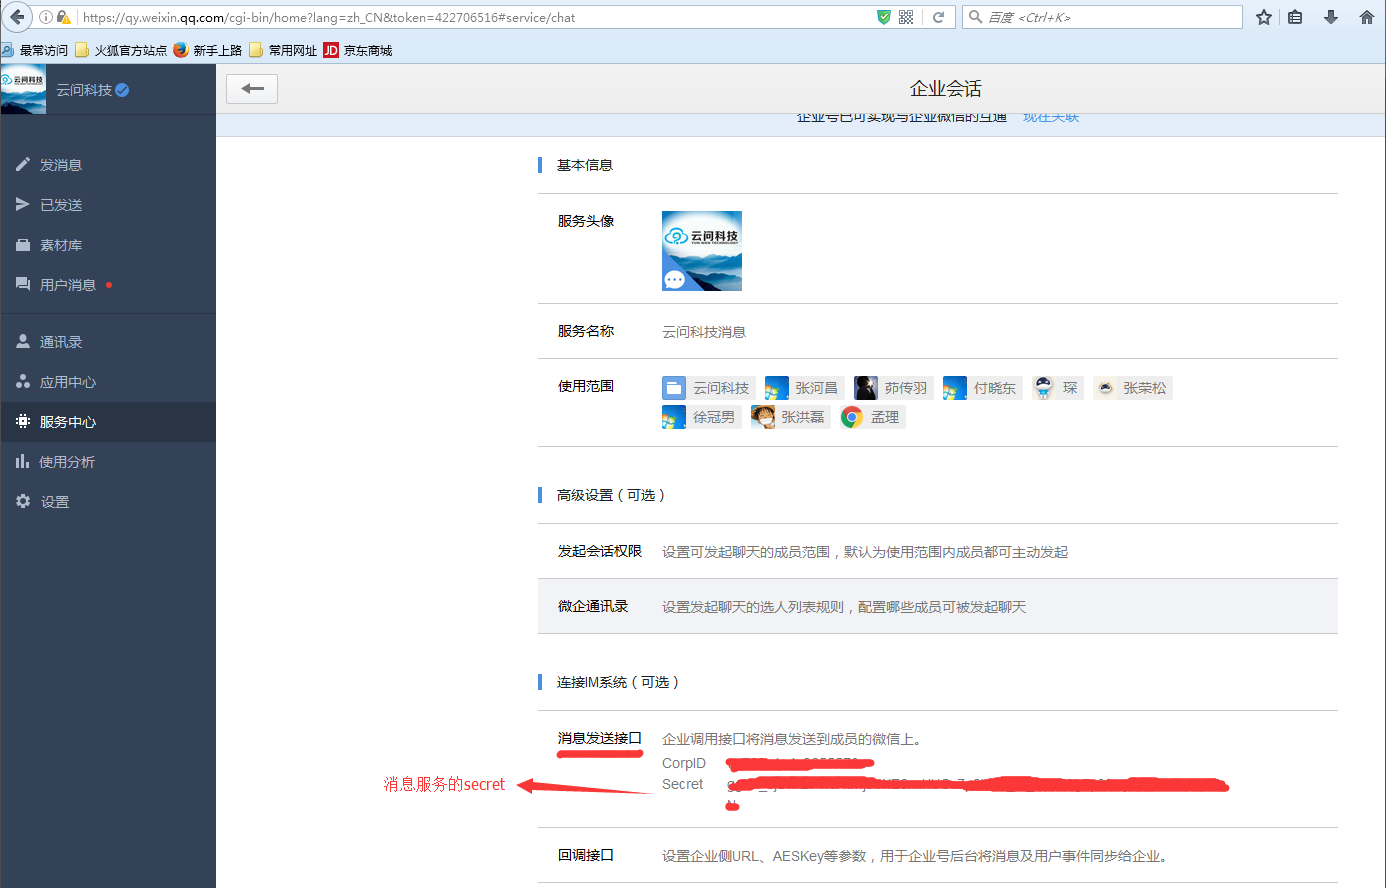 https://qy.weixin.qq.com/cgi-bin/home?lang=zh_CN&token=422706516#service/chat
百度 <Ctrl+K>
最常访问 火狐官方站点 新手上路 常用网址 JD 京东商城
云问科技
云问科技
企业会话
企业号已可实现与企业微信的互通 现在关联
发消息
已发送
素材库
用户消息
通讯录
应用中心
服务中心
使用分析
设置
基本信息
服务头像
云问科技
YUN WEN TECHNOLOGY
服务名称 云问科技消息
使用范围 云问科技 张河昌 茆传羽 付晓东 琛 张荣松
徐冠男 张洪磊 孟理
高级设置（可选）
发起会话权限 设置可发起聊天的成员范围，默认为使用范围内成员都可主动发起
微企通讯录 设置发起聊天的选人列表规则，配置哪些成员可被发起聊天
连接IM系统（可选）
消息发送接口 企业调用接口将消息发送到成员的微信上。
CorpID
Secret
消息服务的secret
回调接口 设置企业侧URL、AESKey等参数，用于企业号后台将消息及用户事件同步给企业。